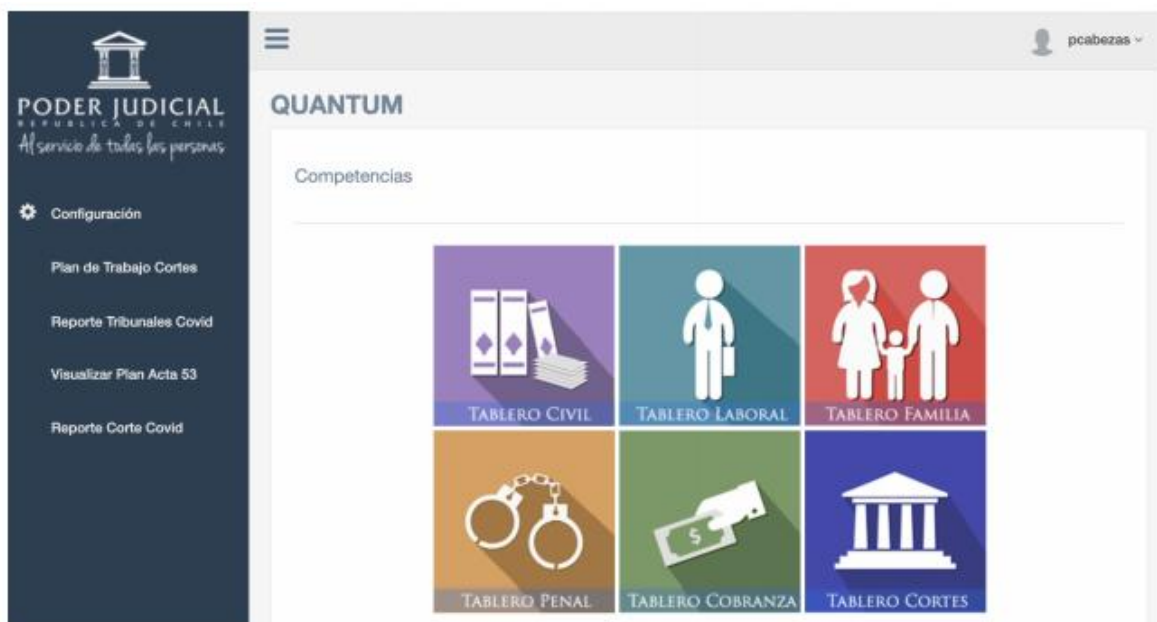 PODER JUDICIAL
REPUBLICA DE CHILE
Al servicio de todas las personas
Configuración
Plan de Trabajo Cortes
Reporte Tribunales Covid
Visualizar Plan Acta 53
Reporte Corte Covid
pcabezas
QUANTUM
Competencias
TABLERO CIVIL
TABLERO LABORAL
TABLERO FAMILIA
$
TABLERO PENAL
TABLERO COBRANZA
TABLERO CORTES